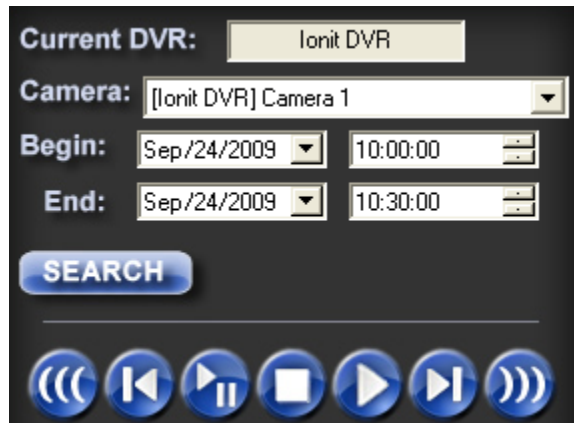 Current DVR: Ionit DVR
Camera: [Ionit DVR] Camera 1
Begin: Sep/24/2009 10:00:00
End: Sep/24/2009 10:30:00
SEARCH